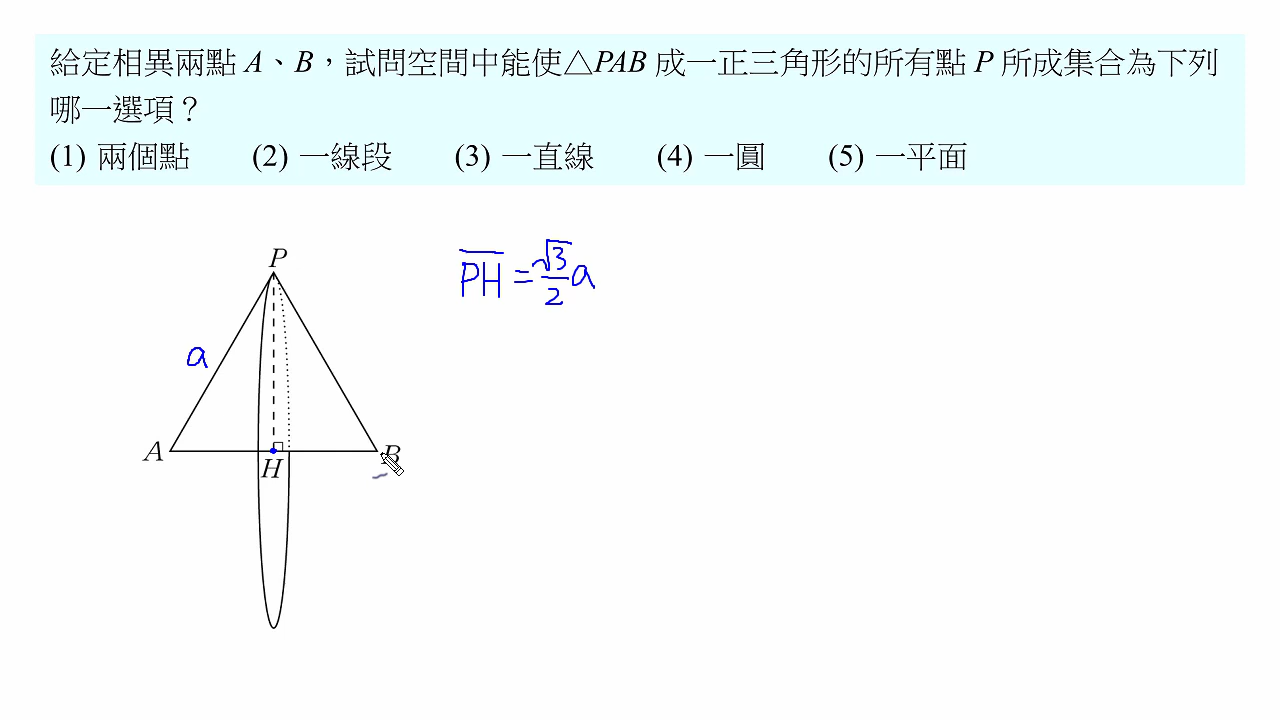 給定相異兩點 A、B，試問空間中能使△PAB 成一正三角形的所有點 P 所成集合為下列
哪一選項？
(1) 兩個點 (2) 一線段 (3) 一直線 (4) 一圓 (5) 一平面
P
PH = √3/2 a
a
A
B
H